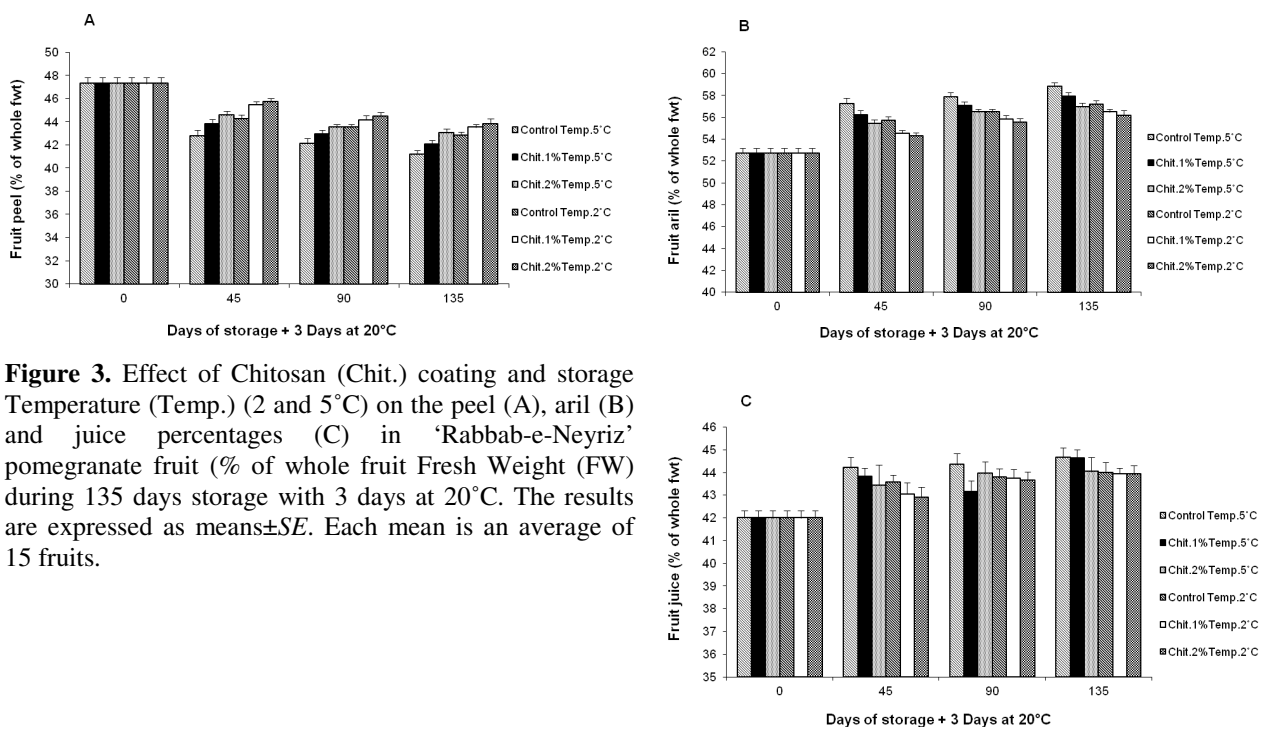 A
Fruit peel (% of whole fwt)
50
48
46
44
42
40
38
36
34
32
30
0 45 90 135
Days of storage + 3 Days at 20°C
Control Temp.5˚C
Chit.1%Temp.5˚C
Chit.2%Temp.5˚C
Control Temp.2˚C
Chit.1%Temp.2˚C
Chit.2%Temp.2˚C
Figure 3. Effect of Chitosan (Chit.) coating and storage
Temperature (Temp.) (2 and 5˚C) on the peel (A), aril (B)
and juice percentages (C) in ‘Rabbab-e-Neyriz’
pomegranate fruit (% of whole fruit Fresh Weight (FW)
during 135 days storage with 3 days at 20˚C. The results
are expressed as means±SE. Each mean is an average of
15 fruits.
B
Fruit aril (% of whole fwt)
62
60
58
56
54
52
50
48
46
44
42
40
0 45 90 135
Days of storage + 3 Days at 20°C
Control Temp.5˚C
Chit.1%Temp.5˚C
Chit.2%Temp.5˚C
Control Temp.2˚C
Chit.1%Temp.2˚C
Chit.2%Temp.2˚C
C
Fruit juice (% of whole fwt)
46
45
44
43
42
41
40
39
38
37
36
35
0 45 90 135
Days of storage + 3 Days at 20°C
Control Temp.5˚C
Chit.1%Temp.5˚C
Chit.2%Temp.5˚C
Control Temp.2˚C
Chit.1%Temp.2˚C
Chit.2%Temp.2˚C